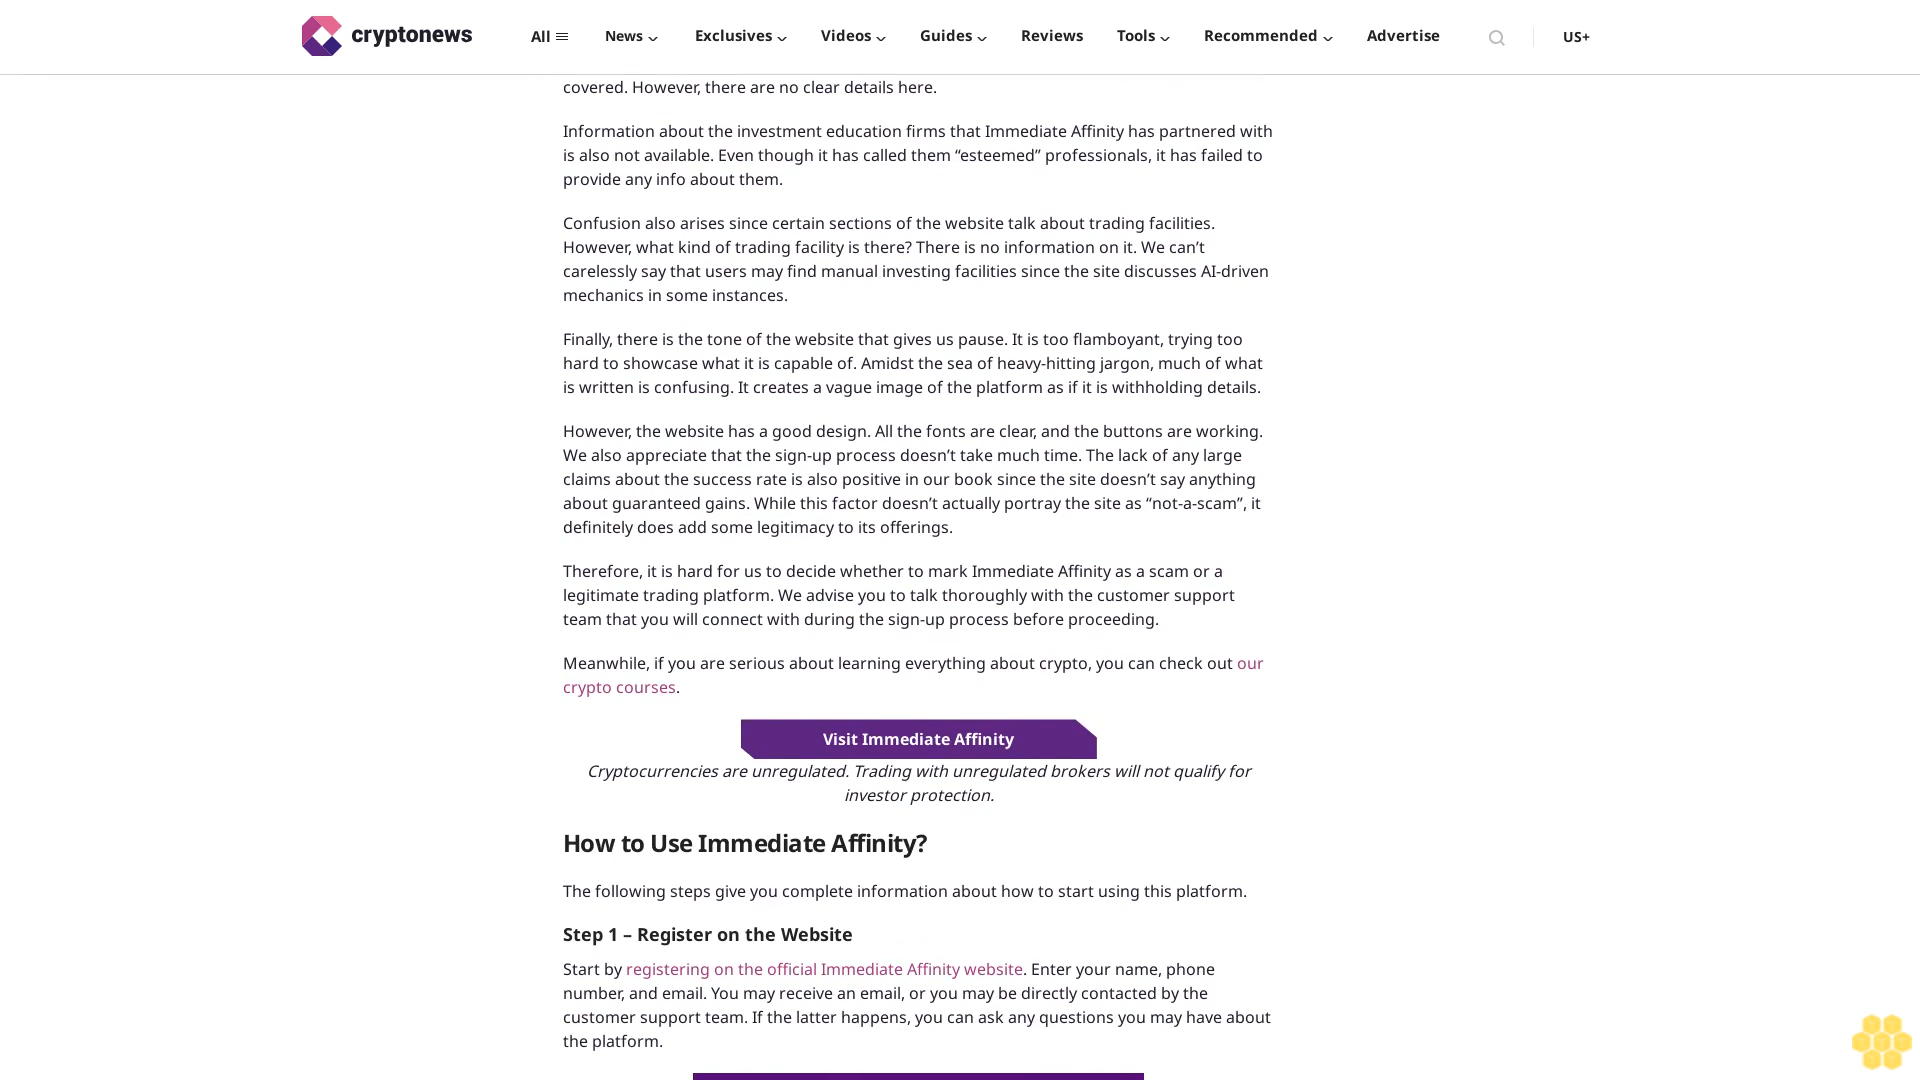 cryptonews
All
News
Exclusives
Videos
Guides
Reviews
Tools
Recommended
Advertise
US+
covered. However, there are no clear details here.
Information about the investment education firms that Immediate Affinity has partnered with
is also not available. Even though it has called them “esteemed” professionals, it has failed to
provide any info about them.
Confusion also arises since certain sections of the website talk about trading facilities.
However, what kind of trading facility is there? There is no information on it. We can’t
carelessly say that users may find manual investing facilities since the site discusses AI-driven
mechanics in some instances.
Finally, there is the tone of the website that gives us pause. It is too flamboyant, trying too
hard to showcase what it is capable of. Amidst the sea of heavy-hitting jargon, much of what
is written is confusing. It creates a vague image of the platform as if it is withholding details.
However, the website has a good design. All the fonts are clear, and the buttons are working.
We also appreciate that the sign-up process doesn’t take much time. The lack of any large
claims about the success rate is also positive in our book since the site doesn’t say anything
about guaranteed gains. While this factor doesn’t actually portray the site as “not-a-scam”, it
definitely does add some legitimacy to its offerings.
Therefore, it is hard for us to decide whether to mark Immediate Affinity as a scam or a
legitimate trading platform. We advise you to talk thoroughly with the customer support
team that you will connect with during the sign-up process before proceeding.
Meanwhile, if you are serious about learning everything about crypto, you can check out our
crypto courses.
Visit Immediate Affinity
Cryptocurrencies are unregulated. Trading with unregulated brokers will not qualify for
investor protection.
How to Use Immediate Affinity?
The following steps give you complete information about how to start using this platform.
Step 1 – Register on the Website
Start by registering on the official Immediate Affinity website. Enter your name, phone
number, and email. You may receive an email, or you may be directly contacted by the
customer support team. If the latter happens, you can ask any questions you may have about
the platform.